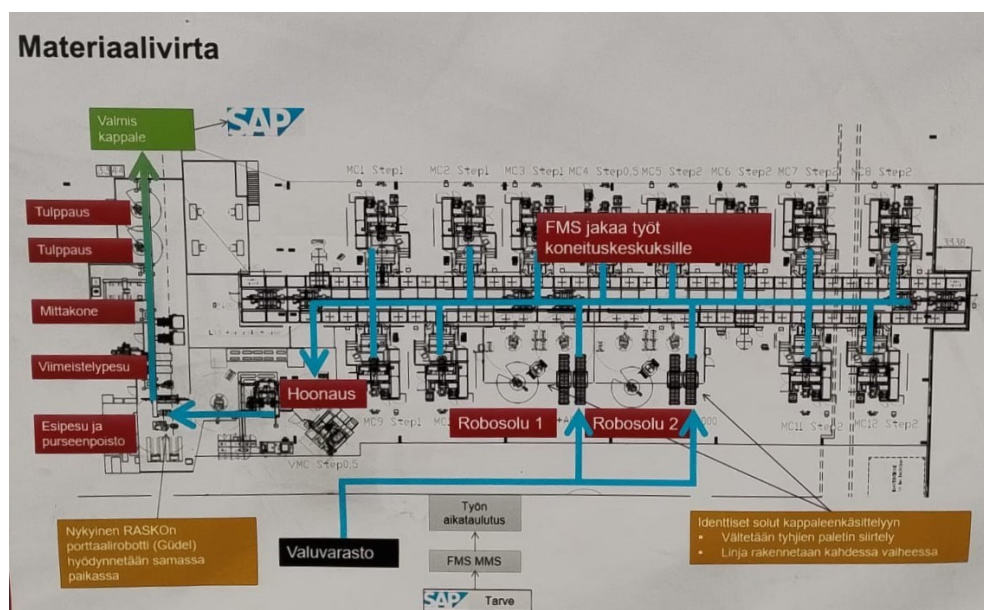 Materiaalivirta
Valmis
kappale
SAP
MC1 Step1
MC2 Step1
MC3 Step1
MC4 Step0,5
MC5 Step2
MC6 Step2
MC7 Step2
MC8 Step2
Tulppaus
Tulppaus
FMS jakaa työt
koneituskeskuksille
Mittakone
Viimeistelypesu
Hoonaus
Esipesu ja
purseenpoisto
MC9 Step1
Robosolu 1
Robosolu 2
MC11 Step2
MC12 Step2
VMC Step0,5
Nykyinen RASKOn
porttaalirobotti (Güdel)
hyödynnetään samassa
paikassa
Valuvarasto
Työn
aikataulutus
FMS MMS
SAP Tarve
Identtiset solut kappaleenkäsittelyyn
• Vältetään tyhjien paletin siirtely
• Linja rakennetaan kahdessa vaiheessa